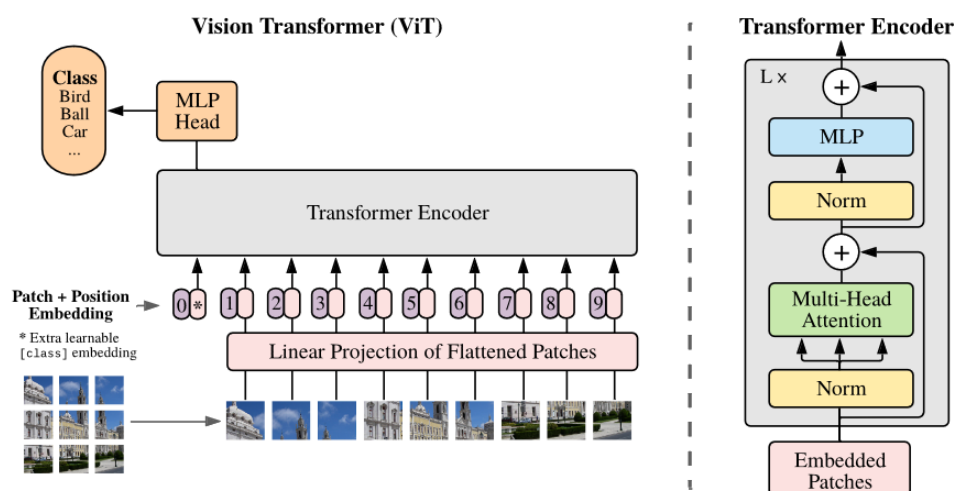 Vision Transformer (ViT)
Class
Bird
Ball
Car
...
MLP
Head
Transformer Encoder
Patch + Position
Embedding
0 * 1 2 3 4 5 6 7 8 9
* Extra learnable
[class] embedding
Linear Projection of Flattened Patches
Transformer Encoder
L ×
+
MLP
Norm
+
Multi-Head
Attention
Norm
Embedded
Patches